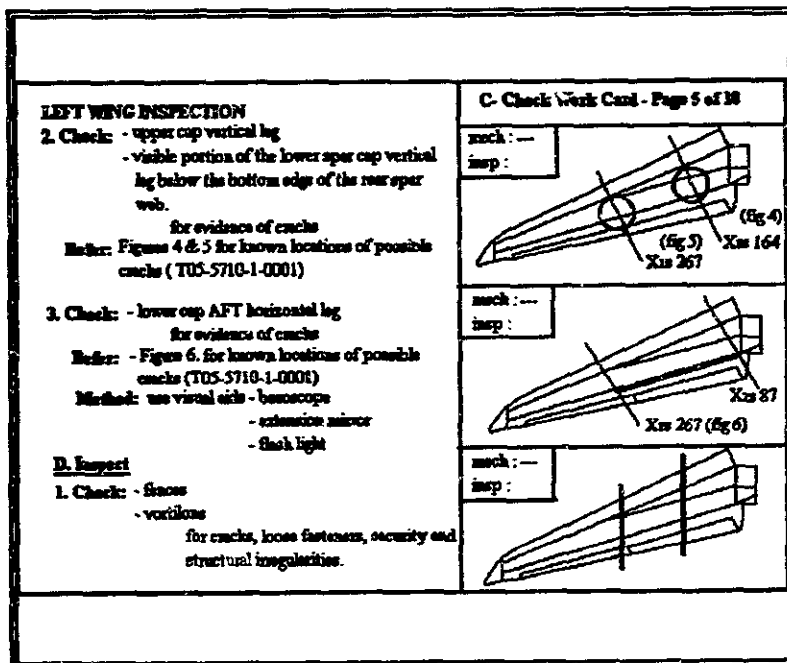 LEFT WING INSPECTION
2. Check: - upper cap vertical leg
- visible portion of the lower spar cap vertical
leg below the bottom edge of the rear spar
web.
for evidence of cracks
Refer: Figures 4 & 5 for known locations of possible
cracks ( T05-5710-1-0001)
3. Check: - lower cap AFT horizontal leg
for evidence of cracks
Refer: - Figure 6. for known locations of possible
cracks (T05-5710-1-0001)
Method: use visual aids - boroscope
- extension mirror
- flash light
D. Inspect
1. Check: - fences
- vortilons
for cracks, loose fasteners, security and
structural irregularities.
C- Check Work Card - Page 5 of 18
mech : ---
insp :
(fig 4)
(fig 5) Xrs 164
Xrs 267
mech : ---
insp :
Xrs 87
Xrs 267 (fig 6)
mech : ---
insp :